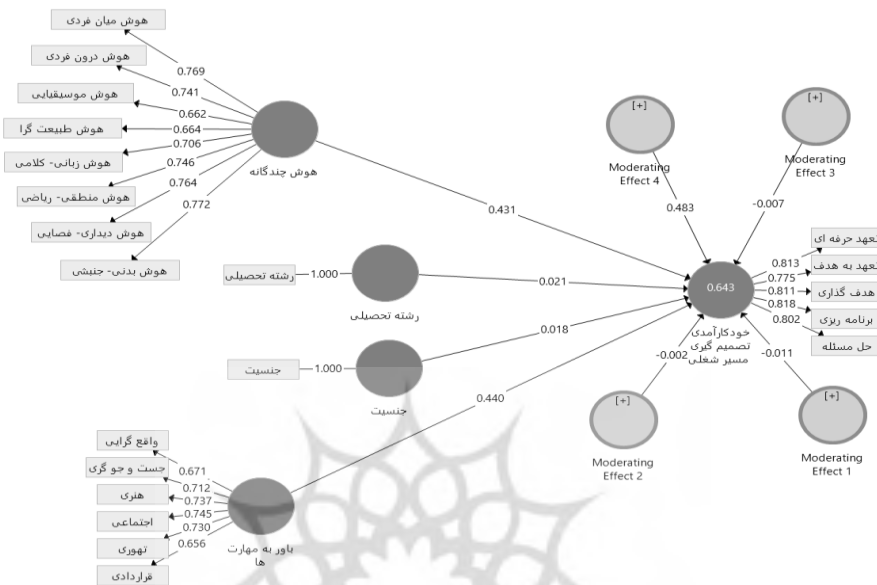 هوش میان فردی
هوش درون فردی
هوش موسیقیایی
هوش طبیعت گرا
هوش زبانی- کلامی
هوش منطقی- ریاضی
هوش دیداری- فضایی
هوش بدنی- جنبشی
0.769
0.741
0.662
0.664
0.706
0.746
0.764
0.772
هوش چندگانه
0.431
رشته تحصیلی
1.000
رشته تحصیلی
0.021
جنسیت
1.000
جنسیت
0.018
واقع گرایی
جست و جو گری
هنری
اجتماعی
تهوری
قراردادی
0.671
0.712
0.737
0.745
0.730
0.656
باور به مهارت
ها
0.440
[+]
Moderating
Effect 4
0.483
[+]
Moderating
Effect 3
-0.007
0.643
خودکارآمدی
تصمیم گیری
مسیر شغلی
0.813
0.775
0.811
0.818
0.802
تعهد حرفه ای
تعهد به هدف
هدف گذاری
برنامه ریزی
حل مسئله
-0.002
[+]
Moderating
Effect 2
-0.011
[+]
Moderating
Effect 1